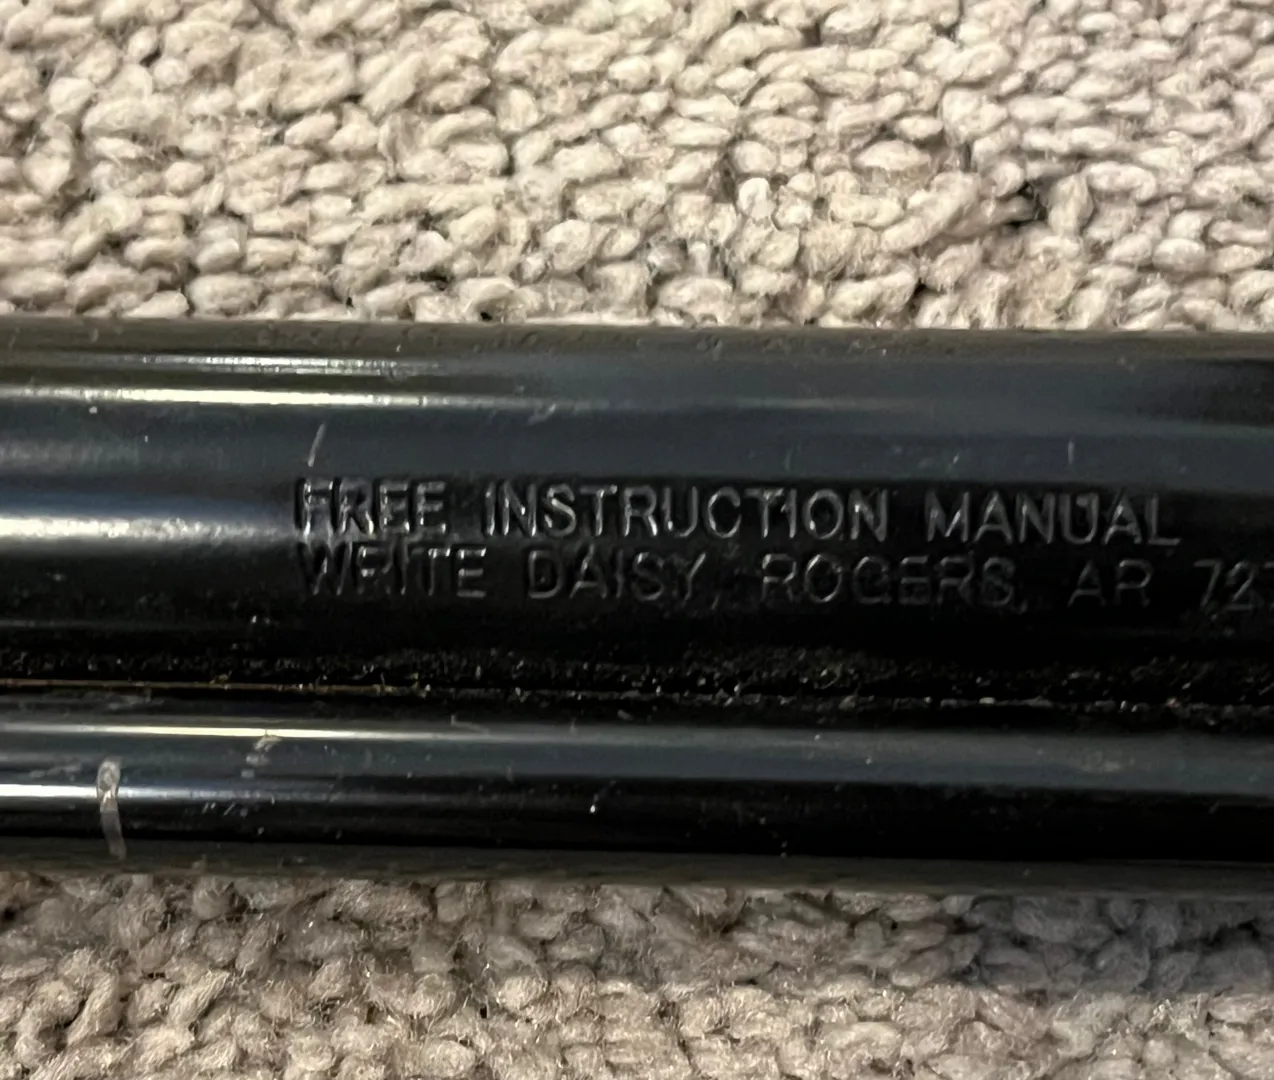 FREE INSTRUCTION MANUAL
WRITE DAISY, ROGERS, AR